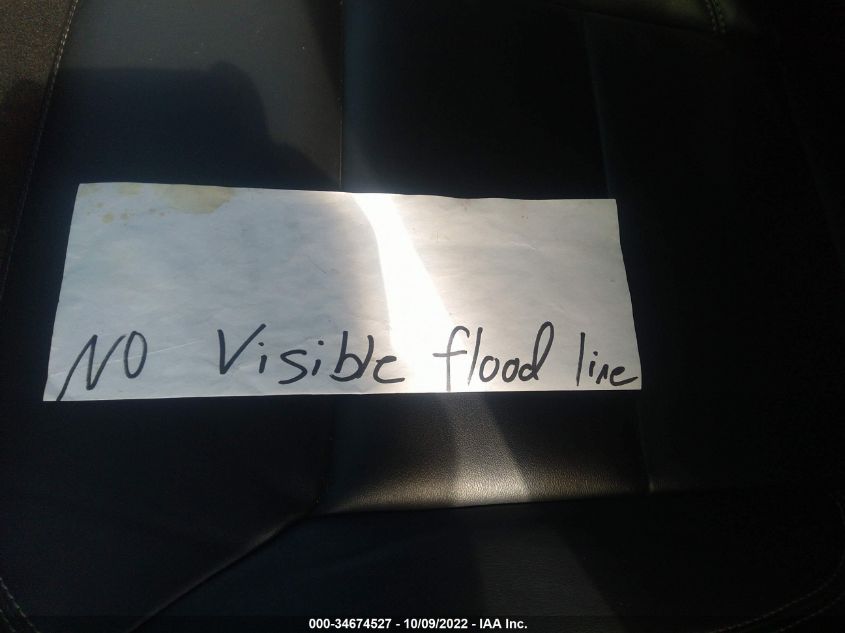 NO Visible flood line
000-34674527 - 10/09/2022 - IAA Inc.